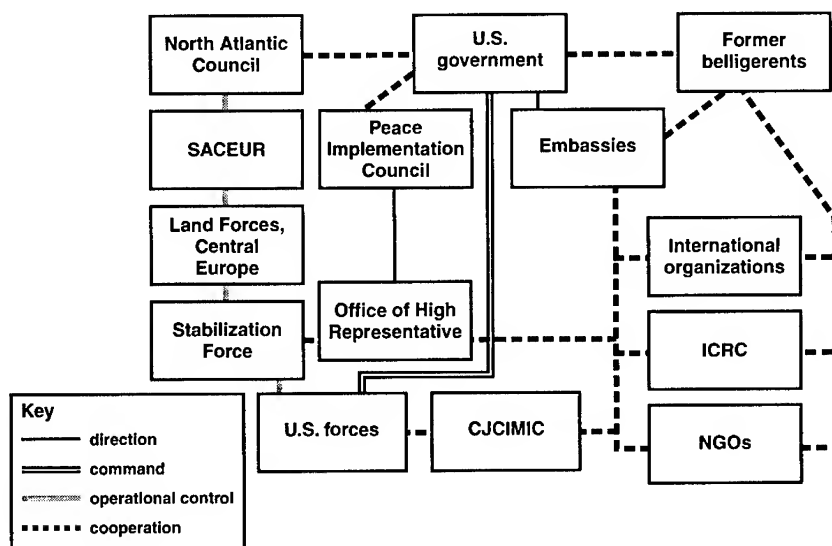 North Atlantic
Council
U.S.
government
Former
belligerents
SACEUR
Peace
Implementation
Council
Embassies
Land Forces,
Central
Europe
International
organizations
Stabilization
Force
Office of High
Representative
ICRC
U.S. forces
CJCIMIC
NGOs
Key
direction
command
operational control
cooperation